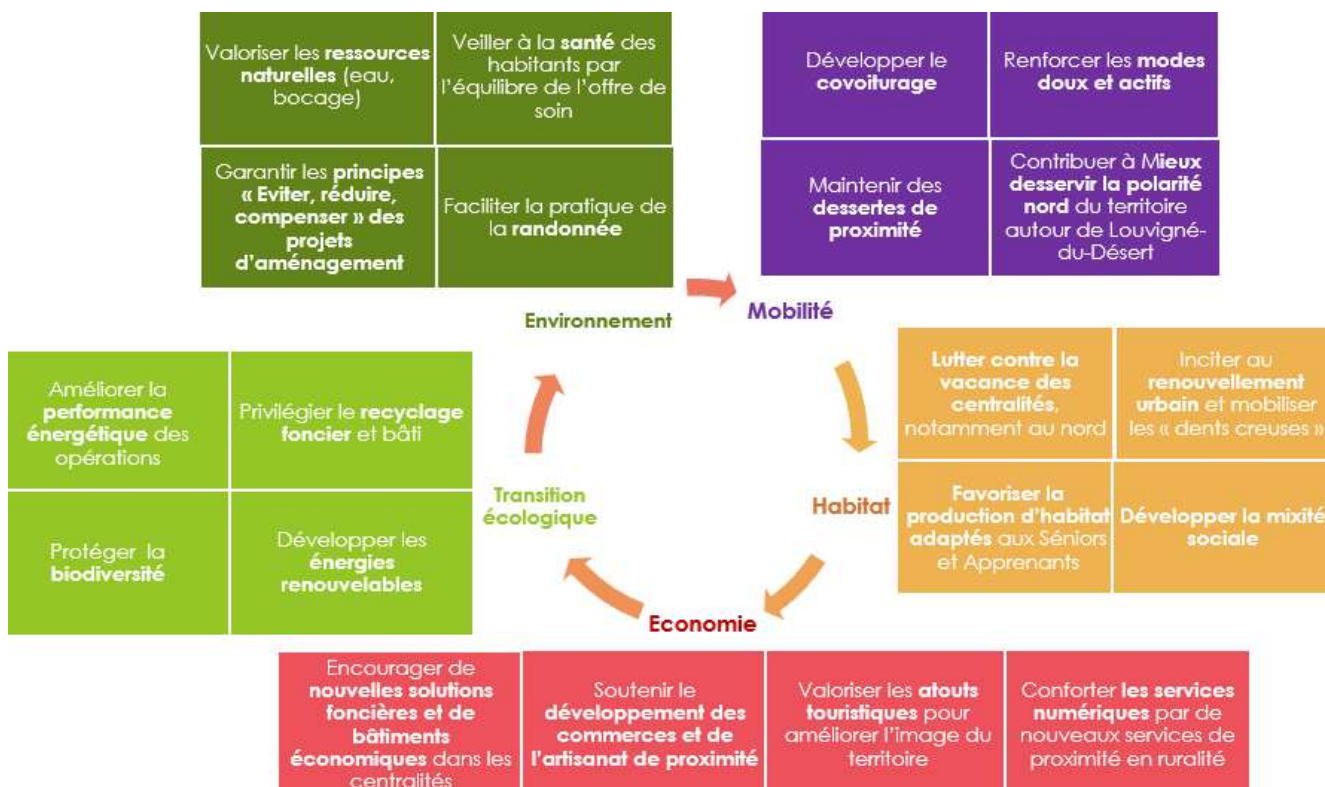 Valoriser les ressources
naturelles (eau,
bocage)
Veiller à la santé des
habitants par
l'équilibre de l'offre de
soin
Garantir les principes
« Eviter, réduire,
compenser » des
projets
d'aménagement
Faciliter la pratique de
la randonnée
Développer le
covoiturage
Renforcer les modes
doux et actifs
Maintenir des
dessertes de
proximité
Contribuer à Mieux
desservir la polarité
nord du territoire
autour de Louvigné-
du-Désert
Environnement
Mobilité
Améliorer la
performance
énergétique des
opérations
Privilégier le recyclage
foncier et bâti
Protéger la
biodiversité
Développer les
énergies
renouvelables
Transition
écologique
Habitat
Lutter contre la
vacance des
centralités,
notamment au nord
Inciter au
renouvellement
urbain et mobiliser
les « dents creuses »
Favoriser la
production d'habitat
adaptés aux Séniors
et Apprenants
Développer la mixité
sociale
Economie
Encourager de
nouvelles solutions
foncières et de
bâtiments
économiques dans les
centralités
Soutenir le
développement des
commerces et de
l'artisanat de proximité
Valoriser les atouts
touristiques pour
améliorer l'image du
territoire
Conforter les services
numériques par de
nouveaux services de
proximité en ruralité